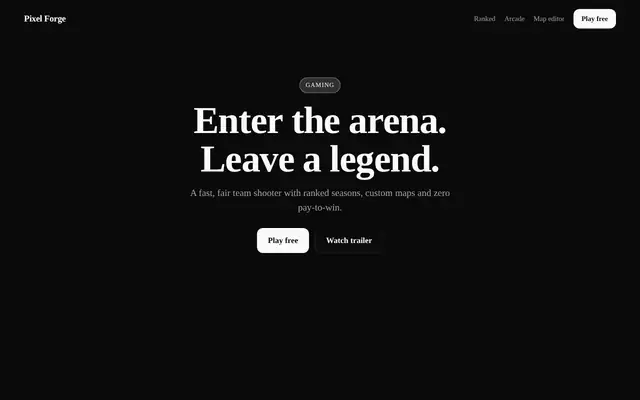 Pixel Forge
Ranked
Arcade
Map editor
Play free
GAMING
Enter the arena.
Leave a legend.
A fast, fair team shooter with ranked seasons, custom maps and zero
pay-to-win.
Play free
Watch trailer